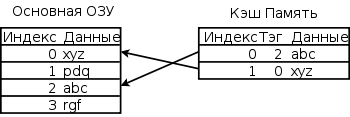 Основная ОЗУ
Индекс Данные
0 xyz
1 pdq
2 abc
3 rgf
Кэш Память
Индекс Тэг Данные
0 2 abc
1 0 xyz